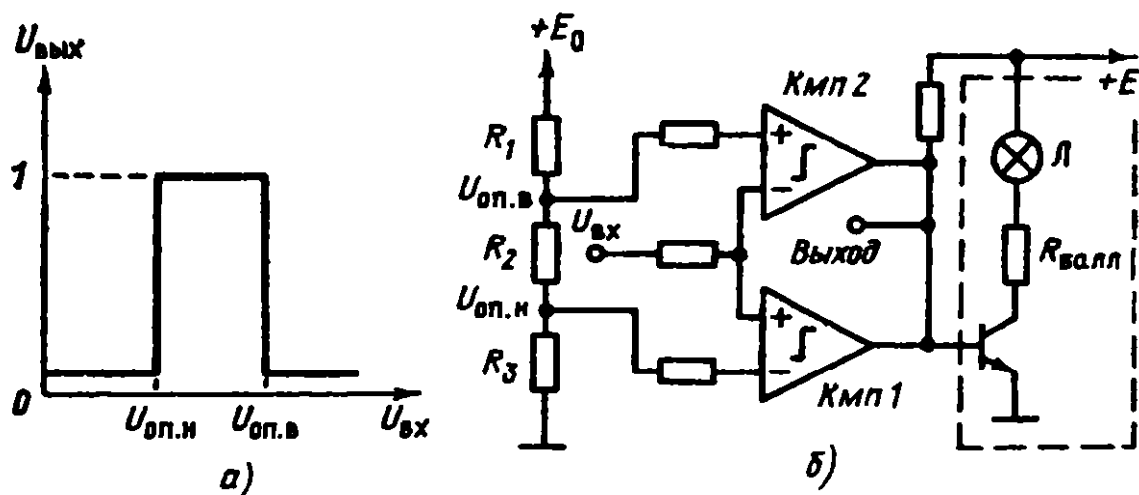 Uвых
1
0
Uоп.н
Uоп.в
Uвх
а)
+E0
R1
Uоп.в
R2
Uвх
Uоп.н
R3
Кмп 2
+
−
Выход
+
−
Кмп 1
+E
Л
Rбалл
б)